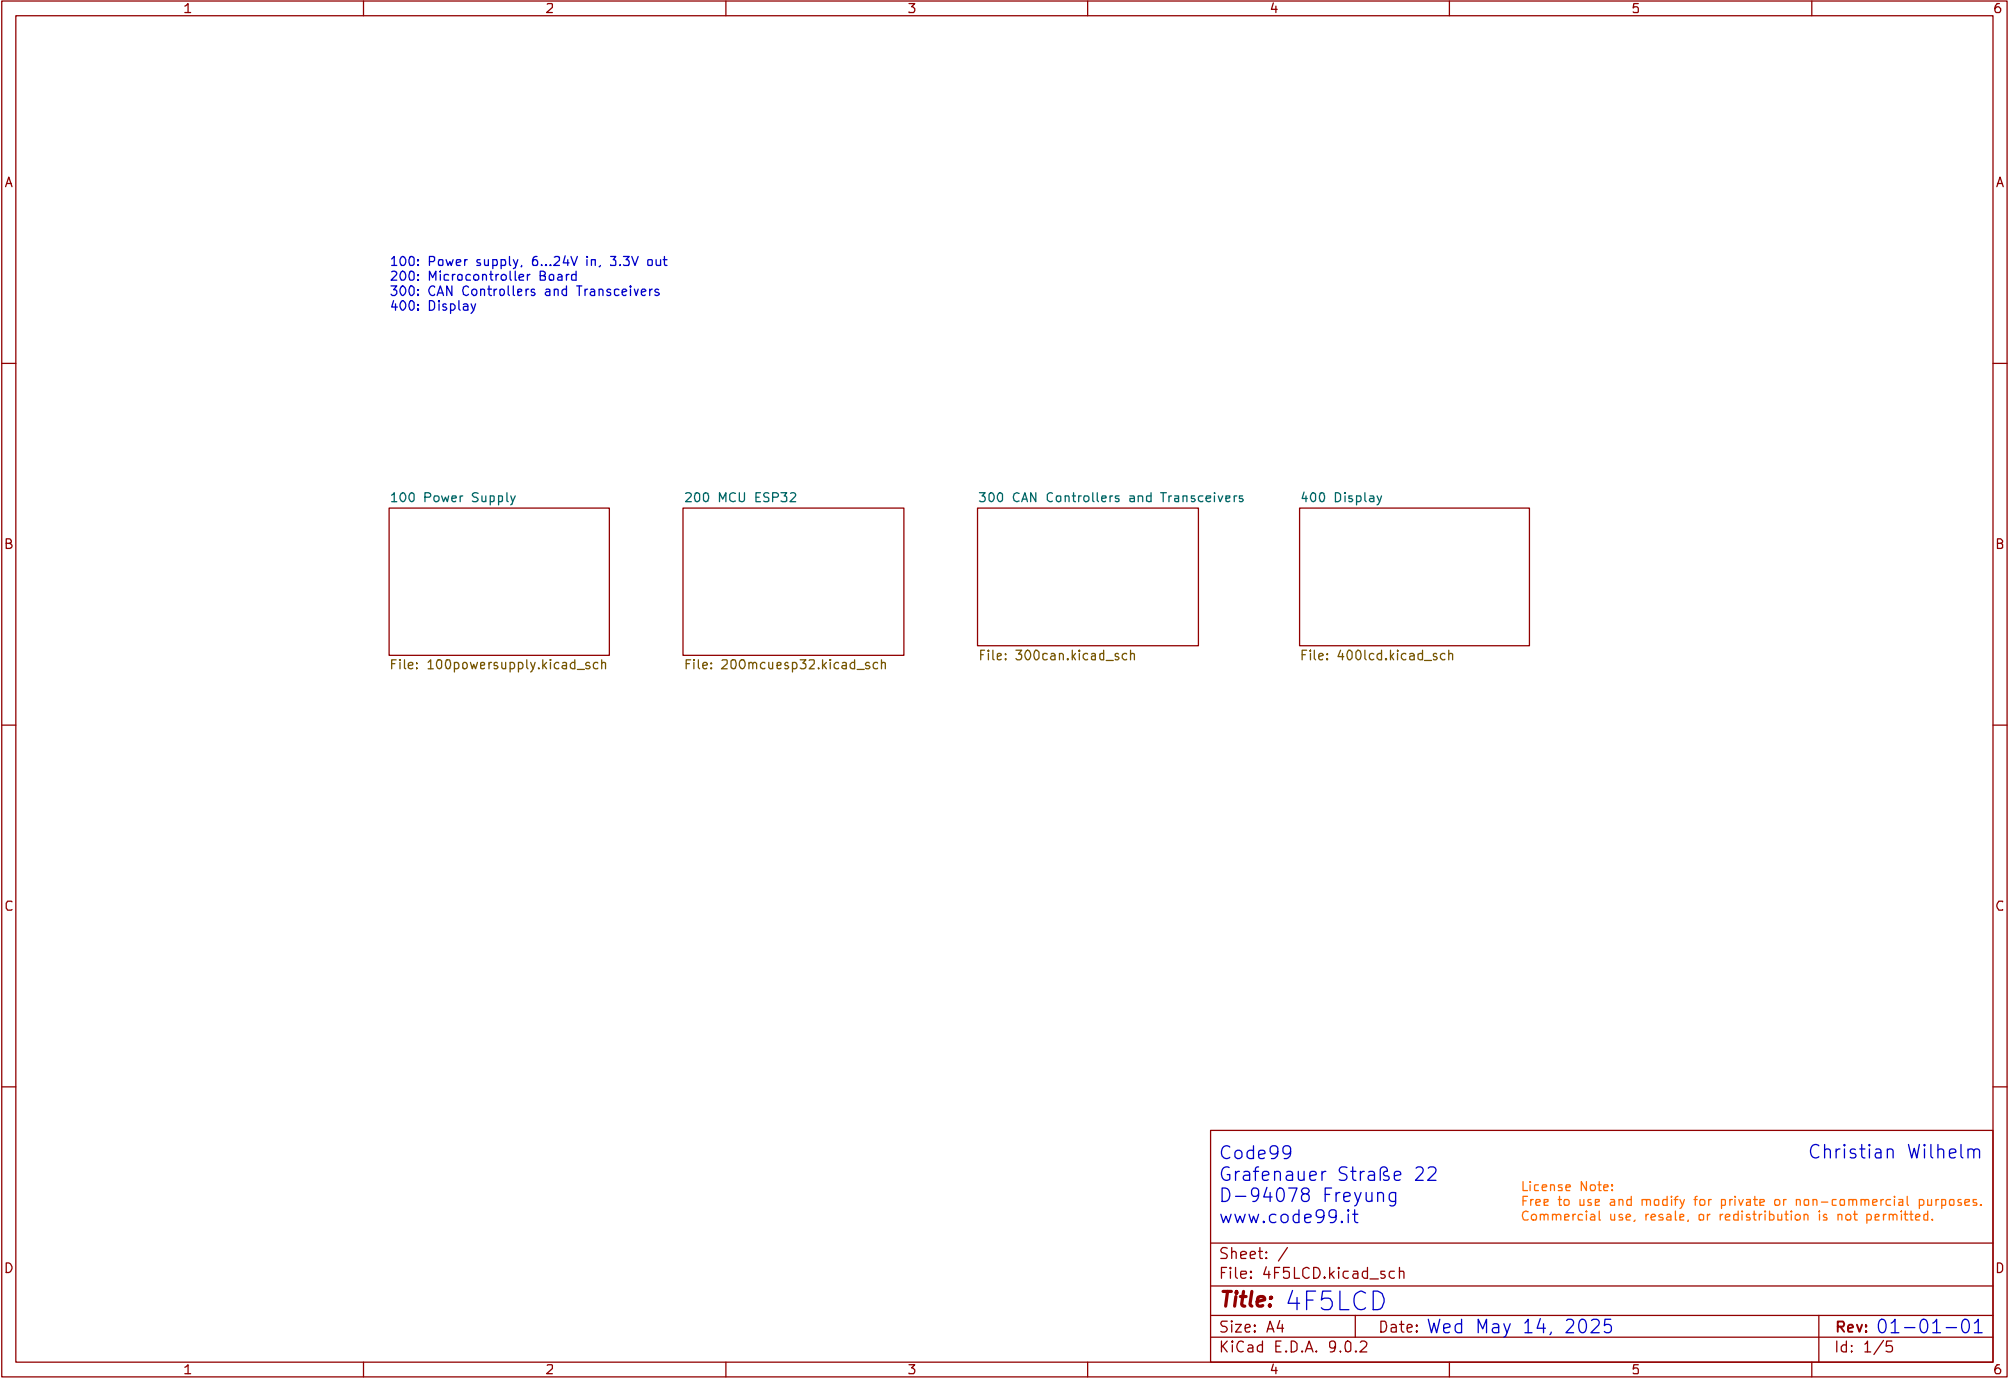 1 2 3 4 5 6
A A
100: Power supply, 6...24V in, 3.3V out
200: Microcontroller Board
300: CAN Controllers and Transceivers
400: Display
100 Power Supply
200 MCU ESP32
300 CAN Controllers and Transceivers
400 Display
B B
File: 100powersupply.kicad_sch
File: 200mcuesp32.kicad_sch
File: 300can.kicad_sch
File: 400lcd.kicad_sch
C C
Code99
Grafenauer Straße 22
D-94078 Freyung
www.code99.it
Christian Wilhelm
License Note:
Free to use and modify for private or non-commercial purposes.
Commercial use, resale, or redistribution is not permitted.
Sheet: /
File: 4F5LCD.kicad_sch
D D
Title: 4F5LCD
Size: A4
Date: Wed May 14, 2025
Rev: 01-01-01
KiCad E.D.A. 9.0.2
Id: 1/5
1 2 3 4 5 6